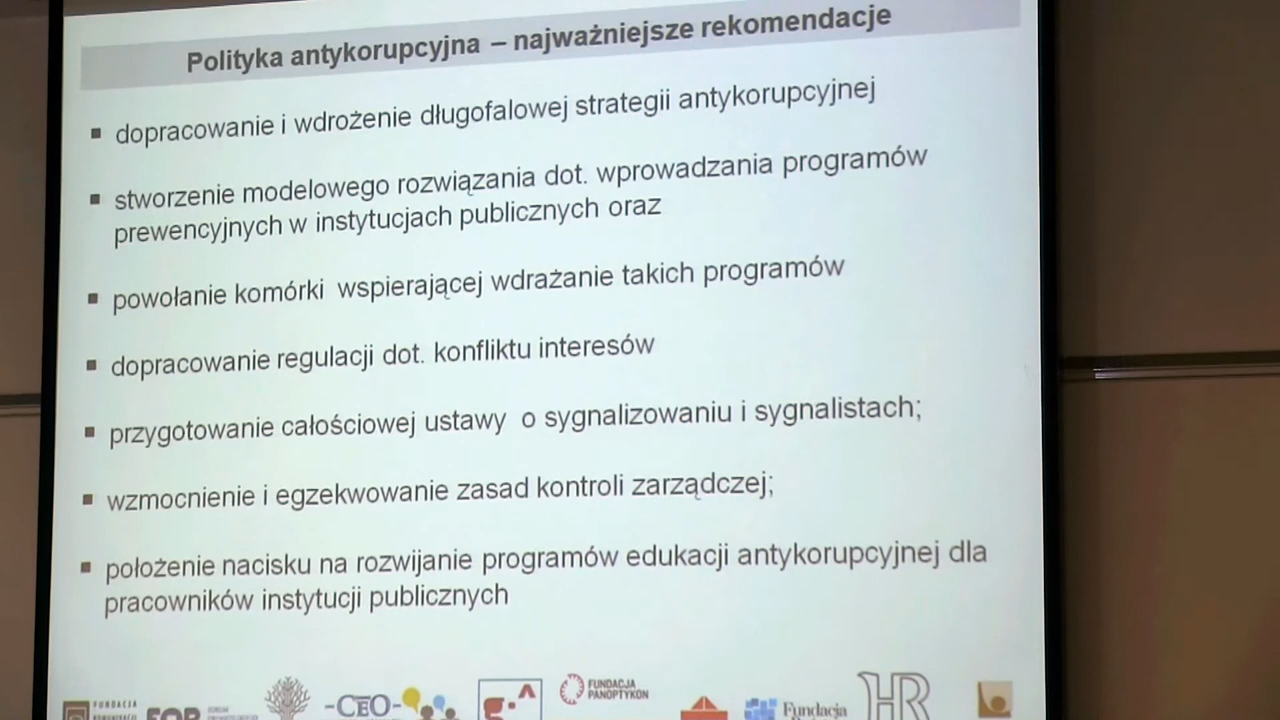 Polityka antykorupcyjna – najważniejsze rekomendacje
▪ dopracowanie i wdrożenie długofalowej strategii antykorupcyjnej
▪ stworzenie modelowego rozwiązania dot. wprowadzania programów
prewencyjnych w instytucjach publicznych oraz
▪ powołanie komórki wspierającej wdrażanie takich programów
▪ dopracowanie regulacji dot. konfliktu interesów
▪ przygotowanie całościowej ustawy o sygnalizowaniu i sygnalistach;
▪ wzmocnienie i egzekwowanie zasad kontroli zarządczej;
▪ położenie nacisku na rozwijanie programów edukacji antykorupcyjnej dla
pracowników instytucji publicznych
FUNDACJA
FOR
-CEO-
FUNDACJA
PANOPTYKON
Fundacja
HR